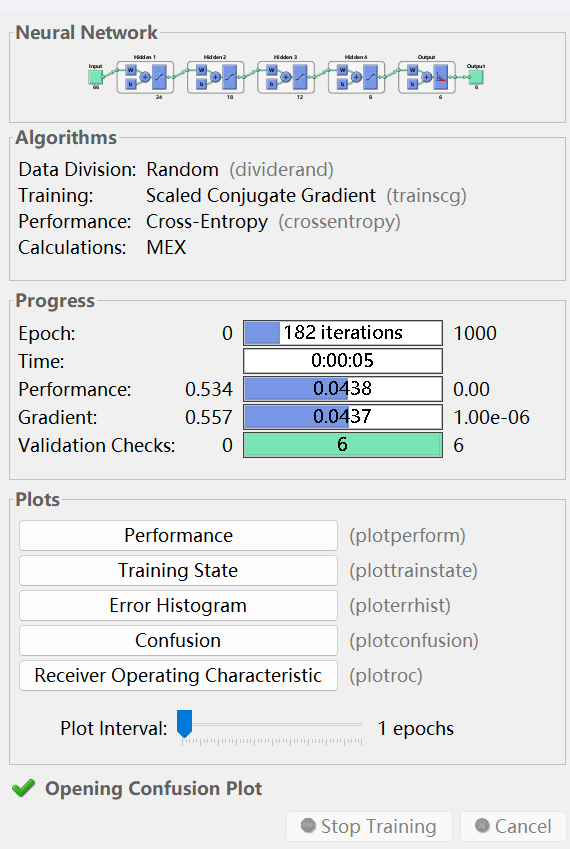 Neural Network
Hidden 1 Hidden 2 Hidden 3 Hidden 4 Output
Input W b W b W b W b W b Output
66 24 18 12 8 6 6
Algorithms
Data Division: Random (dividerand)
Training: Scaled Conjugate Gradient (trainscg)
Performance: Cross-Entropy (crossentropy)
Calculations: MEX
Progress
Epoch: 0 182 iterations 1000
Time: 0:00:05
Performance: 0.534 0.0438 0.00
Gradient: 0.557 0.0437 1.00e-06
Validation Checks: 0 6 6
Plots
Performance (plotperform)
Training State (plottrainstate)
Error Histogram (ploterrhist)
Confusion (plotconfusion)
Receiver Operating Characteristic (plotroc)
Plot Interval: 1 epochs
Opening Confusion Plot
Stop Training Cancel